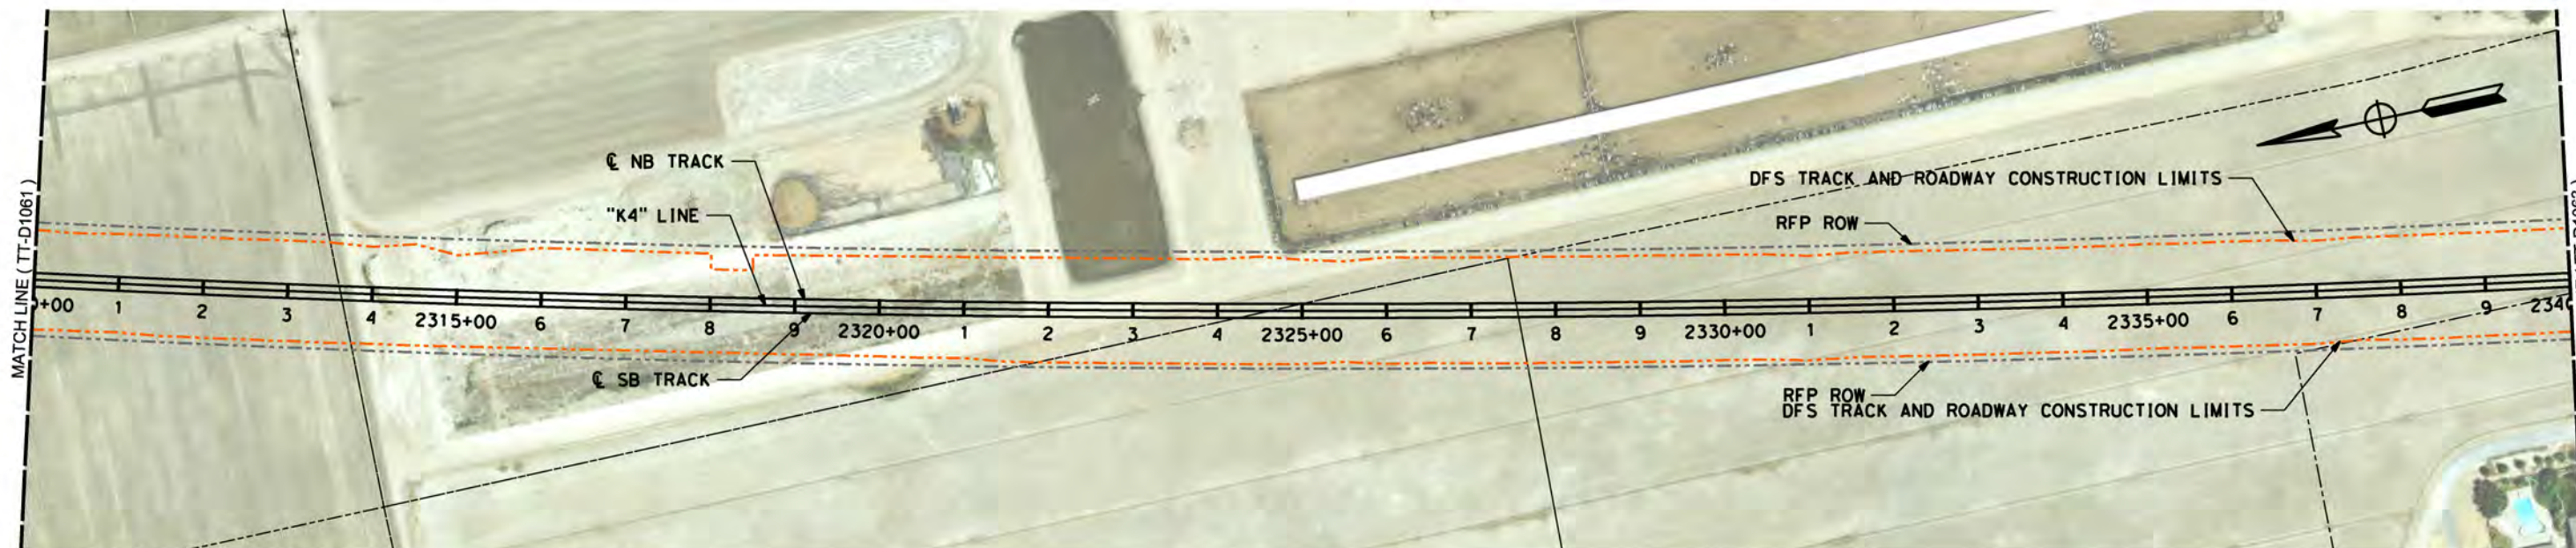 MATCH LINE ( TT-D1061 )
℄ NB TRACK
"K4" LINE
DFS TRACK AND ROADWAY CONSTRUCTION LIMITS
RFP ROW
+00 1 2 3 4 2315+00 6 7 8 9 2320+00 1 2 3 4 2325+00 6 7 8 9 2330+00 1 2 3 4 2335+00 6 7 8 9 2340
℄ SB TRACK
RFP ROW
DFS TRACK AND ROADWAY CONSTRUCTION LIMITS